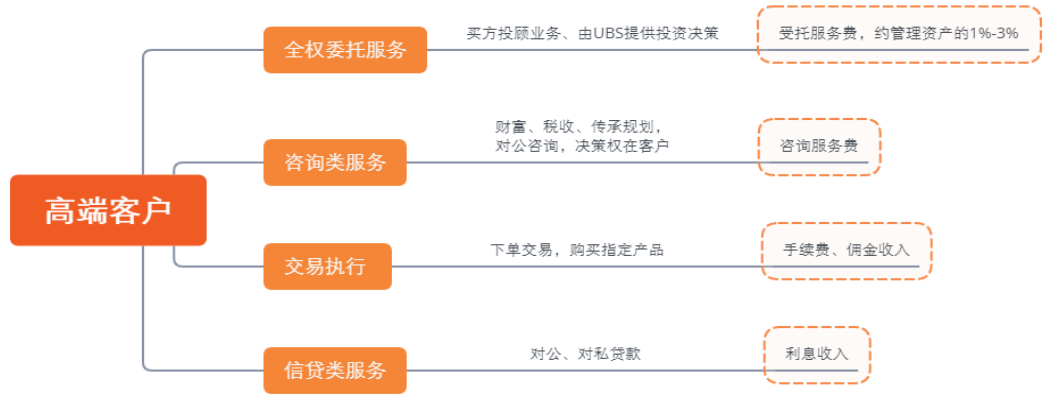 全权委托服务
买方投顾业务、由UBS提供投资决策
受托服务费，约管理资产的1%-3%
财富、税收、传承规划，
对公咨询，决策权在客户
咨询类服务
咨询服务费
高端客户
交易执行
下单交易，购买指定产品
手续费、佣金收入
信贷类服务
对公、对私贷款
利息收入